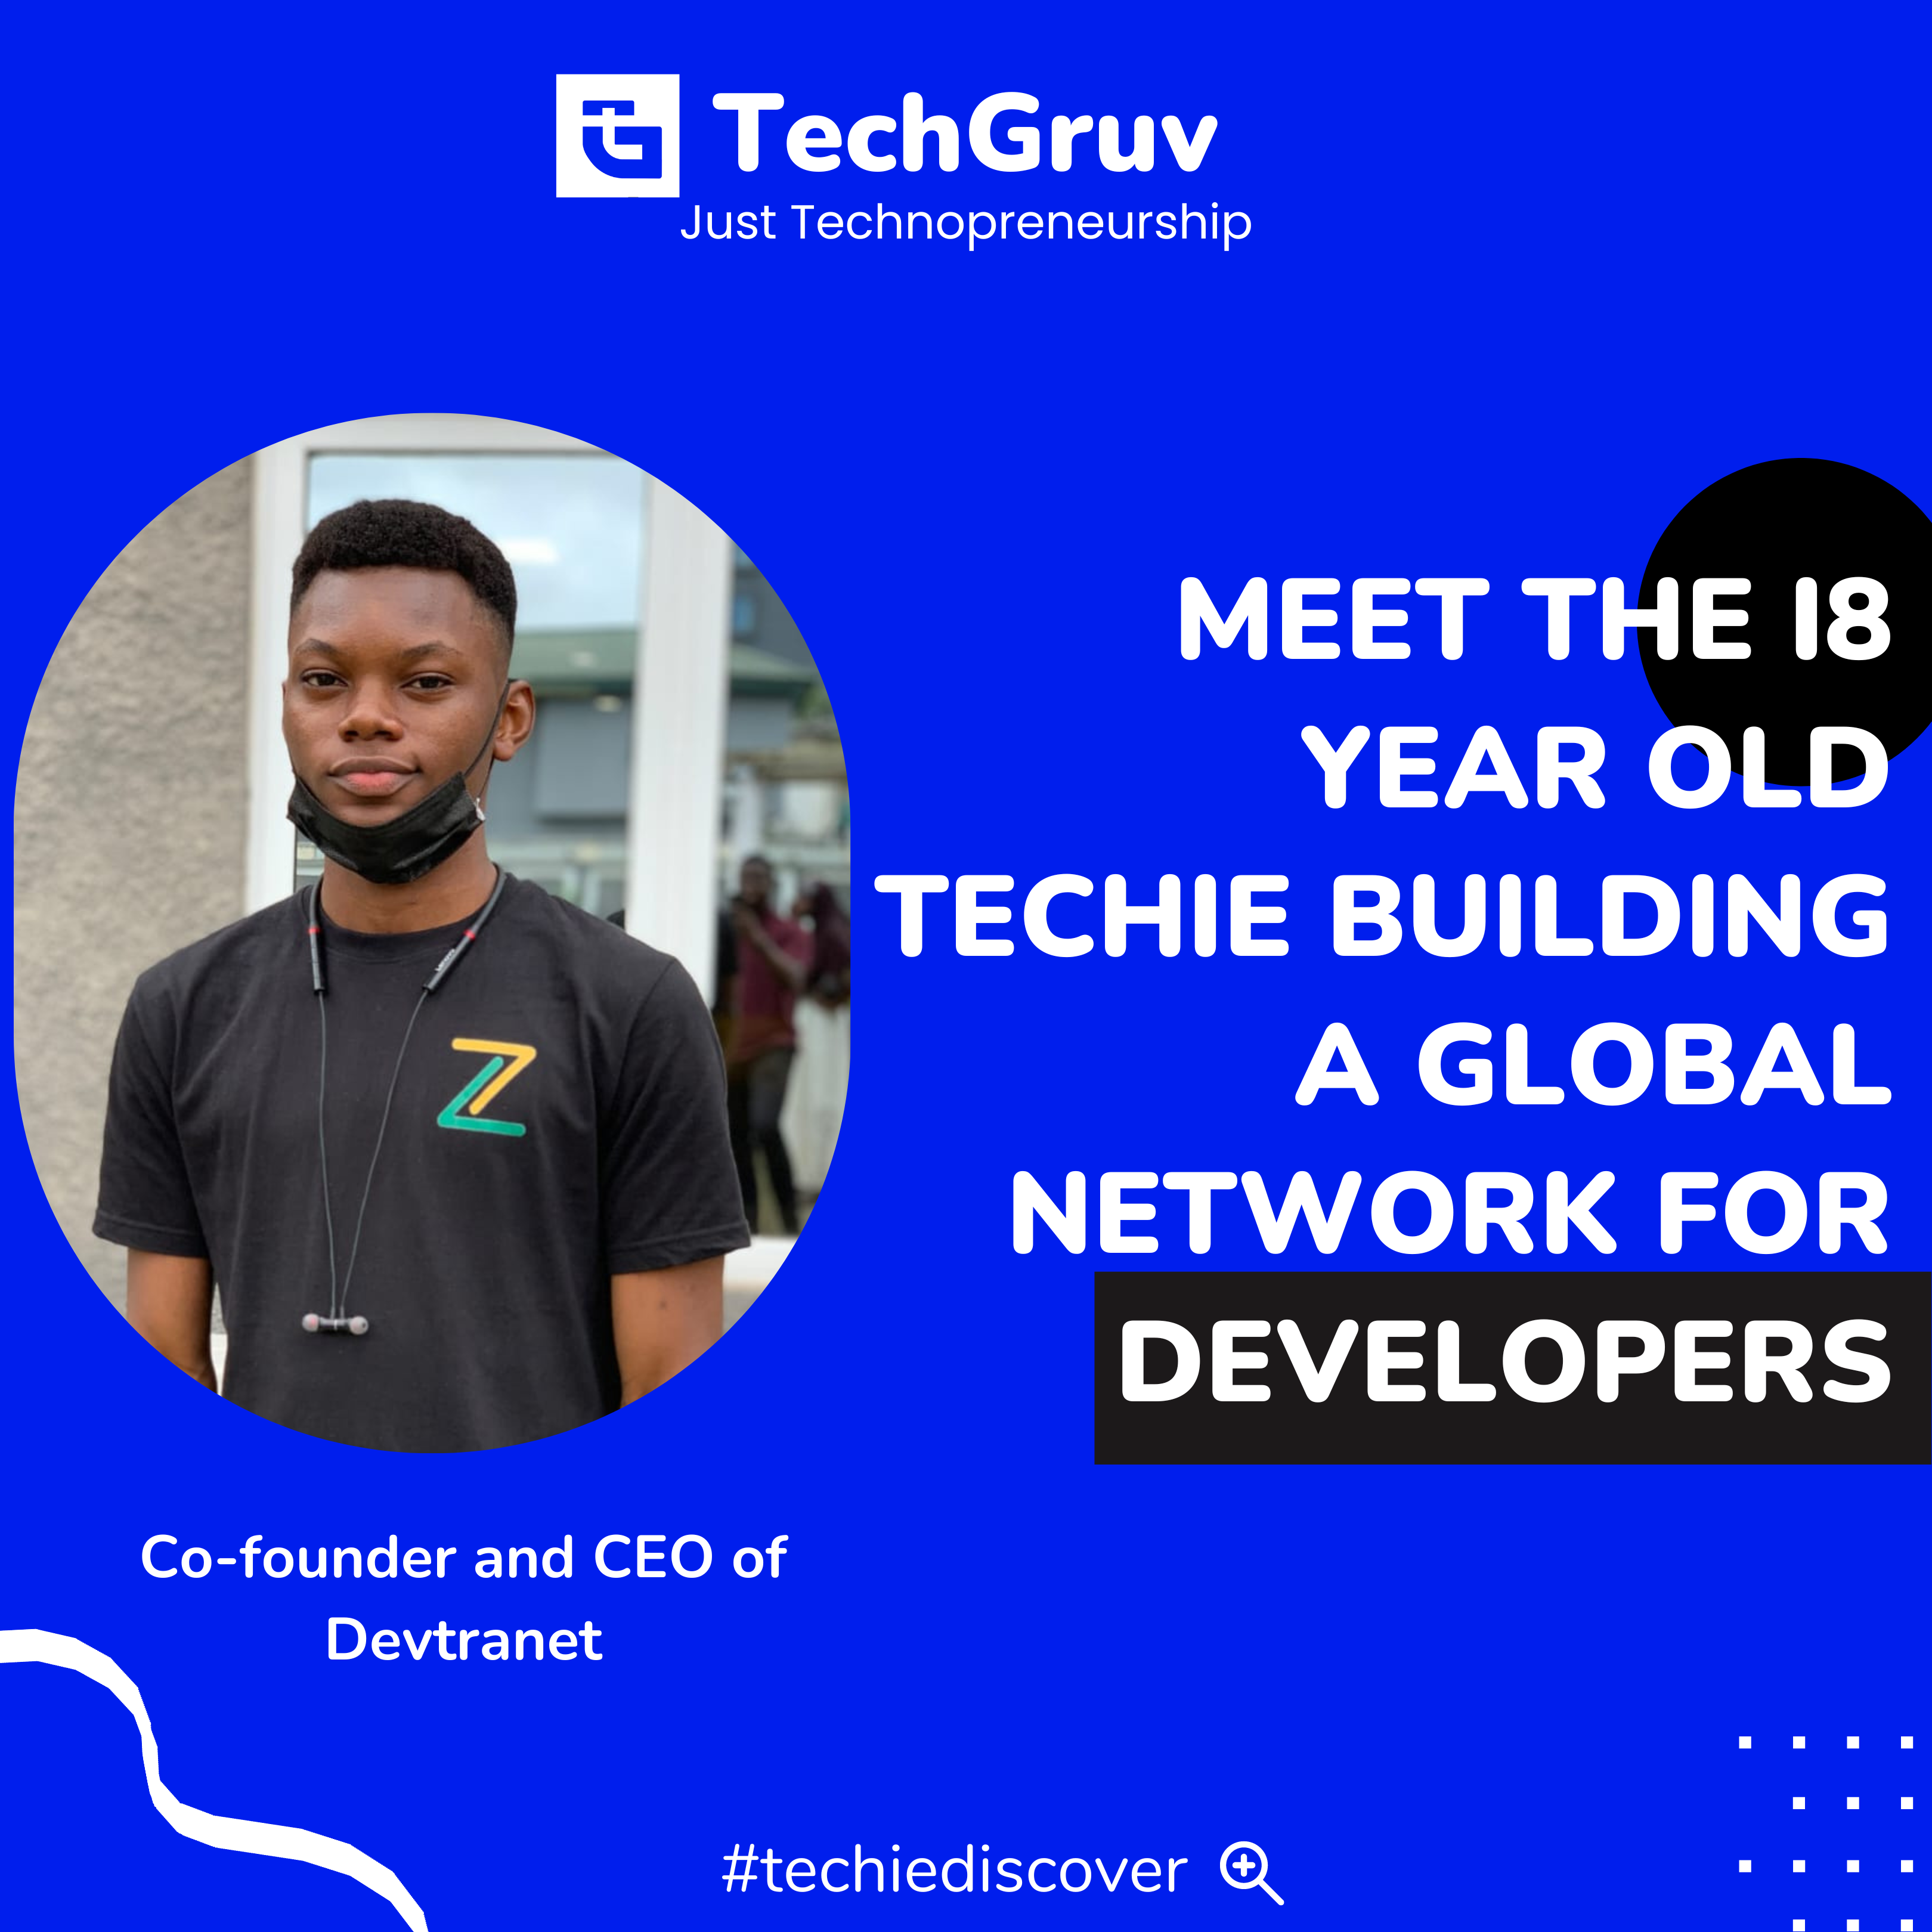 TechGruv
Just Technopreneurship
MEET THE 18
YEAR OLD
TECHIE BUILDING
A GLOBAL
NETWORK FOR
DEVELOPERS
Co-founder and CEO of
Devtranet
#techiediscover